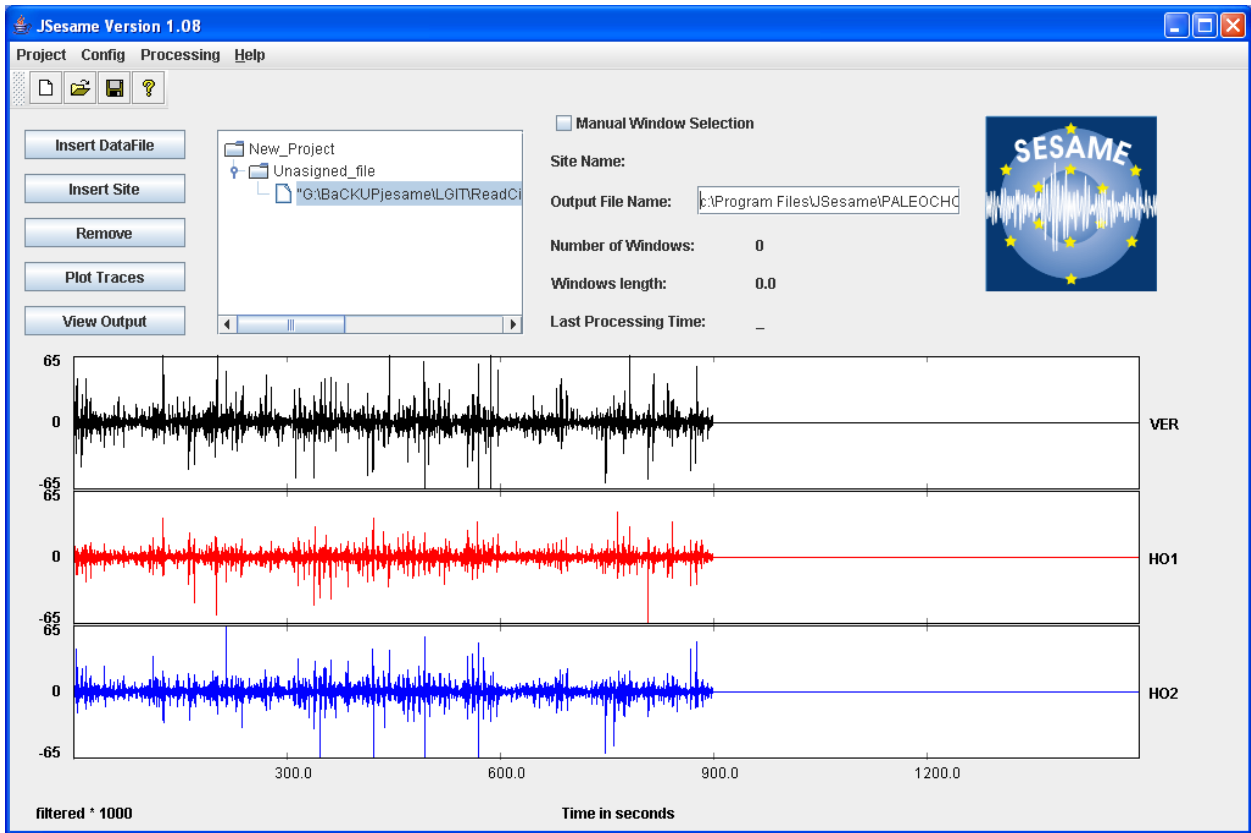 JSesame Version 1.08
Project Config Processing Help
Insert DataFile
Insert Site
Remove
Plot Traces
View Output
New_Project
Unasigned_file
"G:\BaCKUPjesame\LGIT\ReadCi
Manual Window Selection
Site Name:
Output File Name: c:\Program Files\JSesame\PALEOCHO
Number of Windows: 0
Windows length: 0.0
Last Processing Time: _
SESAME
65
0
-65
VER
65
0
-65
HO1
65
0
-65
HO2
300.0 600.0 900.0 1200.0
filtered * 1000 Time in seconds